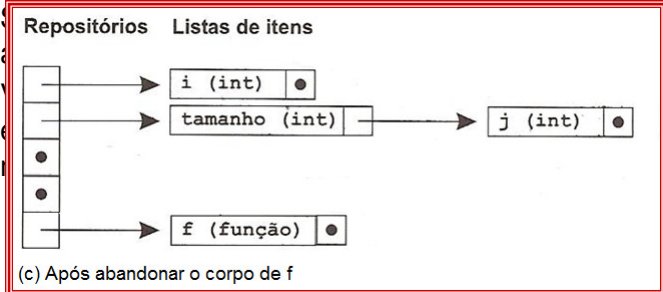 Repositórios Listas de itens
i (int)
tamanho (int) j (int)
f (função)
(c) Após abandonar o corpo de f